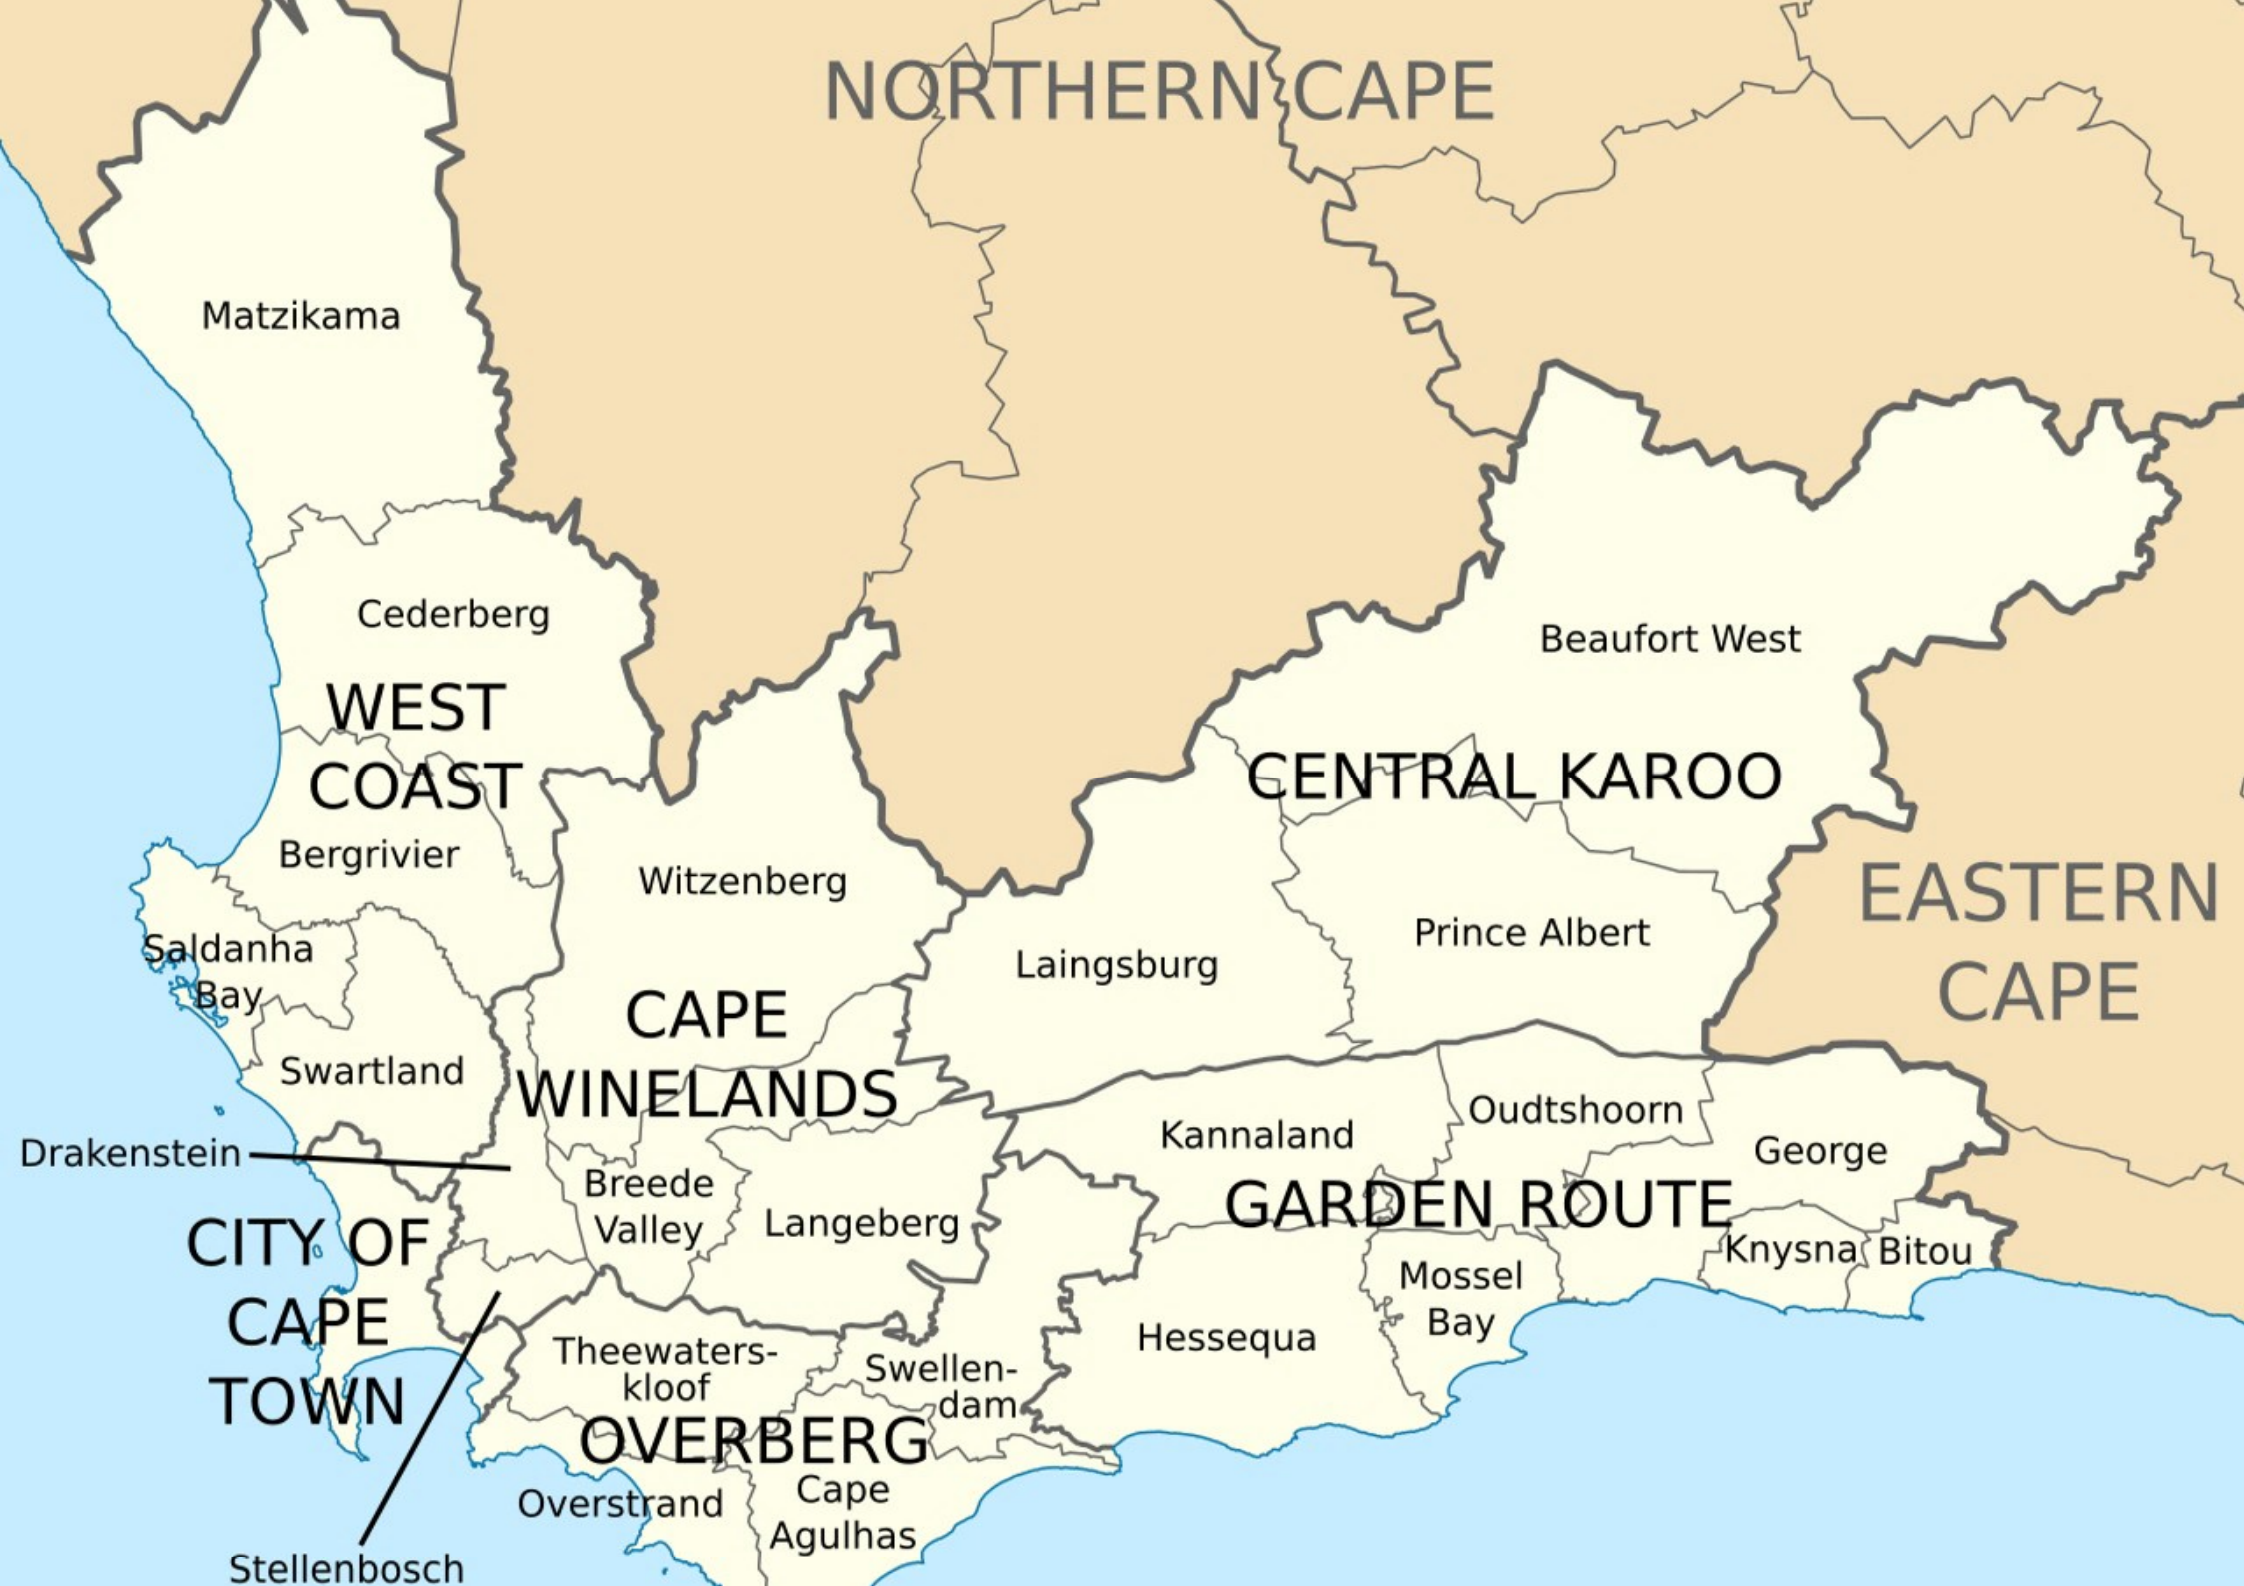 NORTHERN CAPE
Matzikama
Cederberg
Beaufort West
WEST
COAST
CENTRAL KAROO
Bergrivier
Witzenberg
EASTERN
CAPE
Prince Albert
Saldanha
Bay
Laingsburg
CAPE
WINELANDS
Swartland
Oudtshoorn
Kannaland
George
Drakenstein
Breede
Valley
Langeberg
GARDEN ROUTE
CITY OF
CAPE
TOWN
Knysna
Bitou
Mossel
Bay
Hessequa
Theewaters-
kloof
Swellen-
dam
OVERBERG
Overstrand
Cape
Agulhas
Stellenbosch